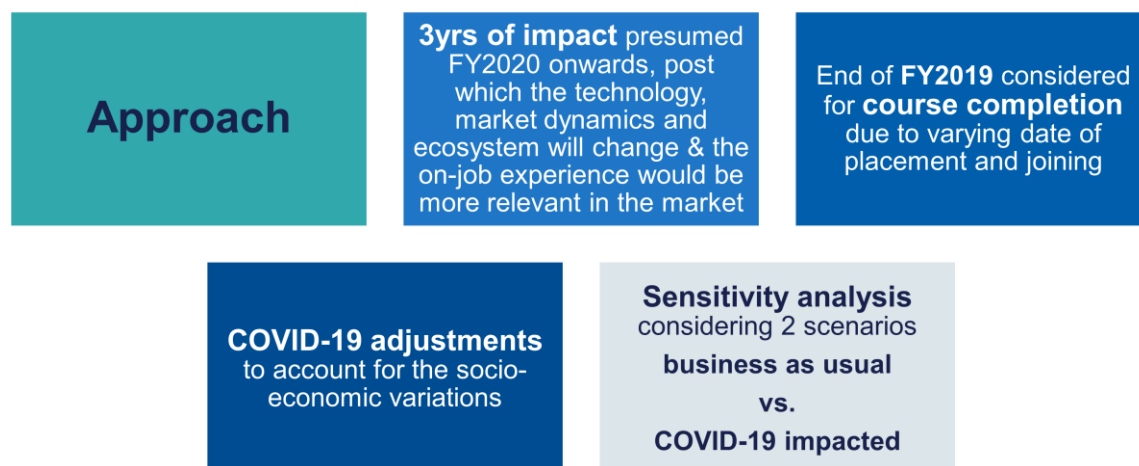 Approach
3yrs of impact presumed
FY2020 onwards, post
which the technology,
market dynamics and
ecosystem will change & the
on-job experience would be
more relevant in the market
End of FY2019 considered
for course completion
due to varying date of
placement and joining
COVID-19 adjustments
to account for the socio-
economic variations
Sensitivity analysis
considering 2 scenarios
business as usual
vs.
COVID-19 impacted